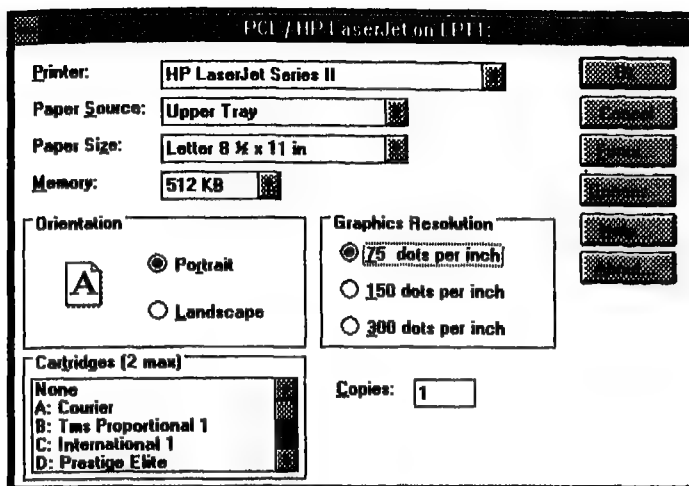 PCL / HP LaserJet on LPT1:
Printer: HP LaserJet Series II
Paper Source: Upper Tray
Paper Size: Letter 8 ½ x 11 in
Memory: 512 KB
Orientation
A
Portrait
Landscape
Graphics Resolution
75 dots per inch
150 dots per inch
300 dots per inch
Cartridges (2 max)
None
A: Courier
B: Tms Proportional 1
C: International 1
D: Prestige Elite
Copies: 1
OK
Cancel